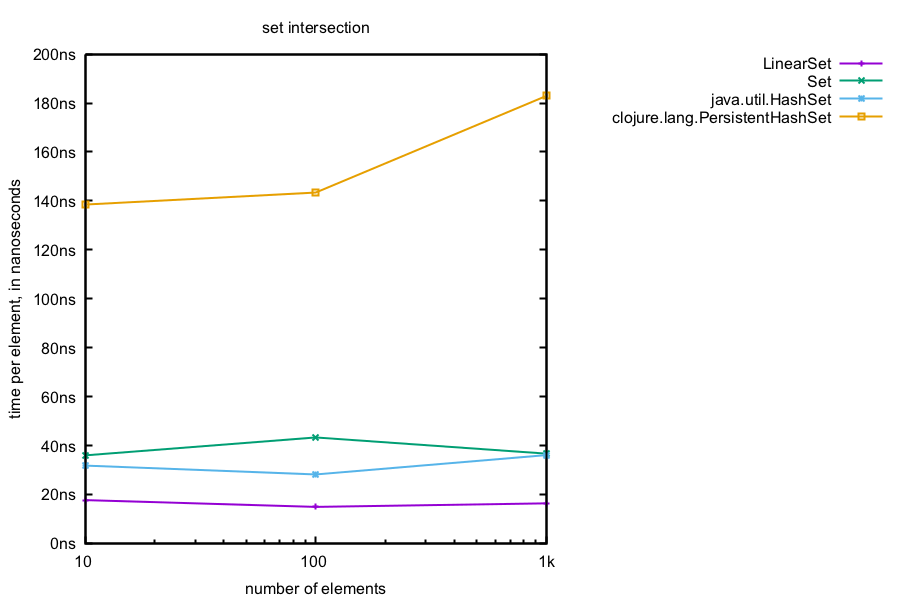 set intersection
200ns
180ns
160ns
140ns
120ns
100ns
80ns
60ns
40ns
20ns
0ns
10
100
1k
number of elements
time per element, in nanoseconds
LinearSet
Set
java.util.HashSet
clojure.lang.PersistentHashSet